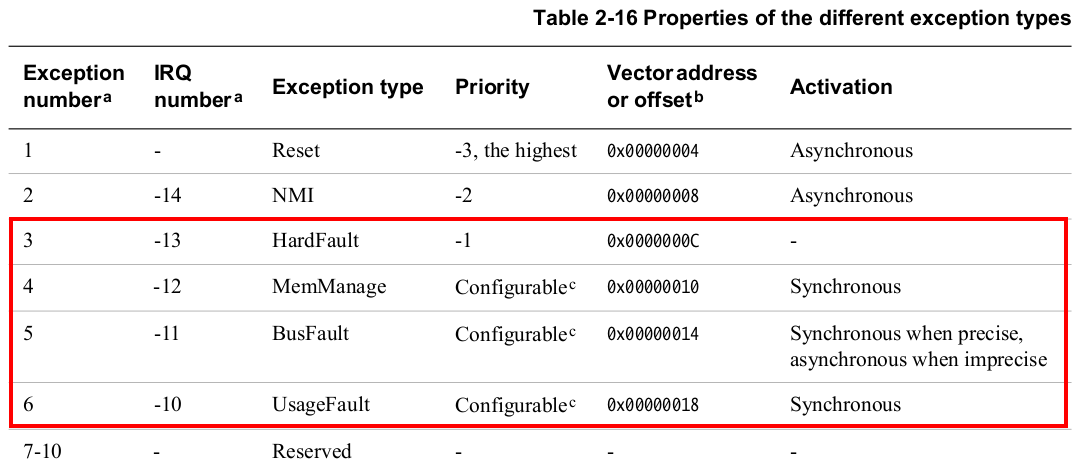 Table 2-16 Properties of the different exception types
Exception number a IRQ number a Exception type Priority Vector address or offset b Activation
1 - Reset -3, the highest 0x00000004 Asynchronous
2 -14 NMI -2 0x00000008 Asynchronous
3 -13 HardFault -1 0x0000000C -
4 -12 MemManage Configurable c 0x00000010 Synchronous
5 -11 BusFault Configurable c 0x00000014 Synchronous when precise,
asynchronous when imprecise
6 -10 UsageFault Configurable c 0x00000018 Synchronous
7-10 - Reserved - - -